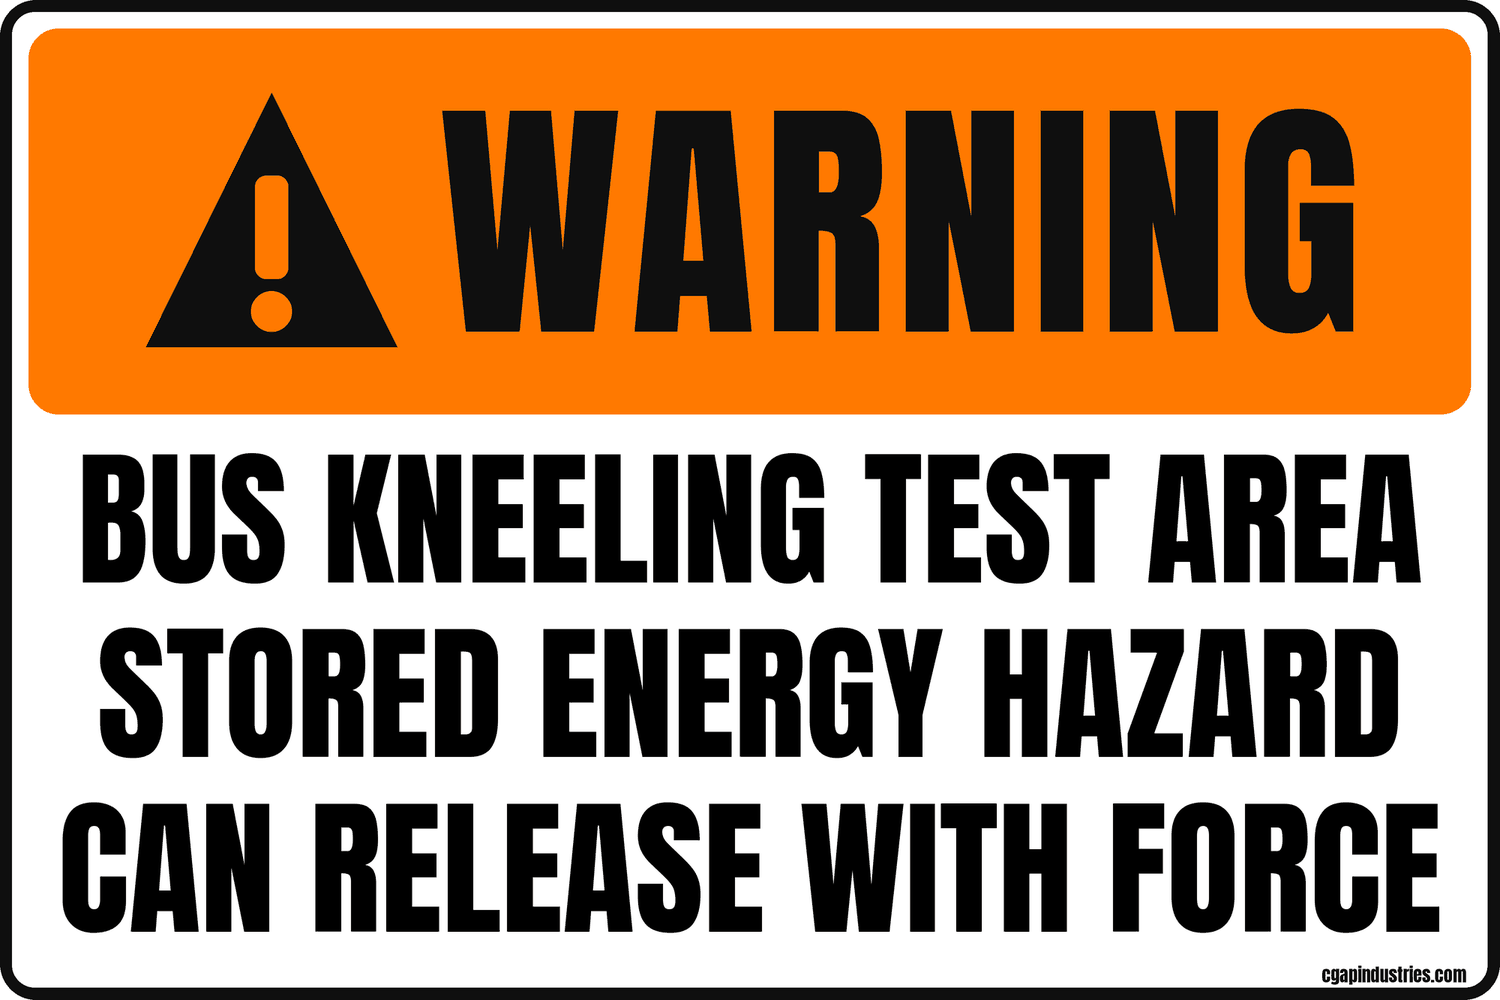 WARNING
BUS KNEELING TEST AREA
STORED ENERGY HAZARD
CAN RELEASE WITH FORCE
cgapindustries.com